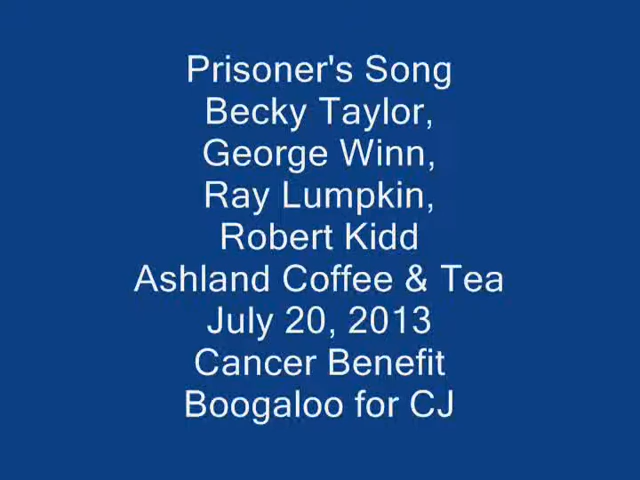 Prisoner's Song
Becky Taylor,
George Winn,
Ray Lumpkin,
Robert Kidd
Ashland Coffee & Tea
July 20, 2013
Cancer Benefit
Boogaloo for CJ